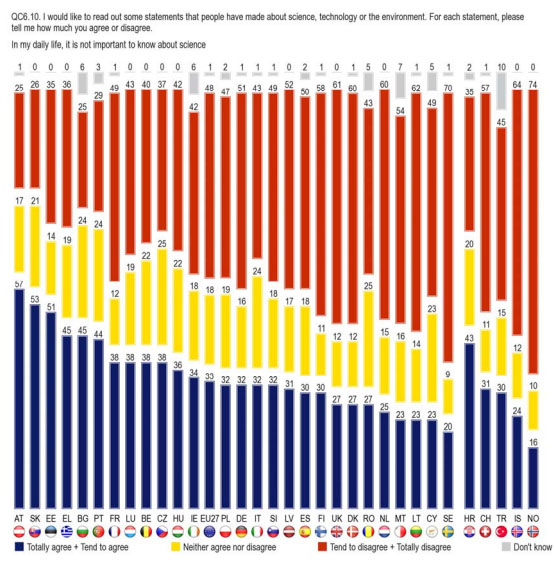 QC6.10. I would like to read out some statements that people have made about science, technology or the environment. For each statement, please
tell me how much you agree or disagree.
In my daily life, it is not important to know about science
1 0 0 0 6 3 1 0 0 0 0 6 1 2 1 1 1 0 2 1 0 1 5 0 7 1 5 1 2 1 10 0 0
25 26 35 36 25 29 49 43 40 37 42 42 48 47 51 43 49 52 50 58 61 60 43 60 54 62 49 70 35 57 45 64 74
17 21 14 19 24 24 12 19 22 25 22 18 18 19 16 24 18 17 18 11 12 12 25 15 16 14 23 9 20 11 15 12 10
57 53 51 45 45 44 38 38 38 38 36 34 33 32 32 32 32 31 30 30 27 27 27 25 23 23 23 20 43 31 30 24 16
AT SK EE EL BG PT FR LU BE CZ HU IE EU27 PL DE IT SI LV ES FI UK DK RO NL MT LT CY SE HR CH TR IS NO
Totally agree + Tend to agree Neither agree nor disagree Tend to disagree + Totally disagree Don't know